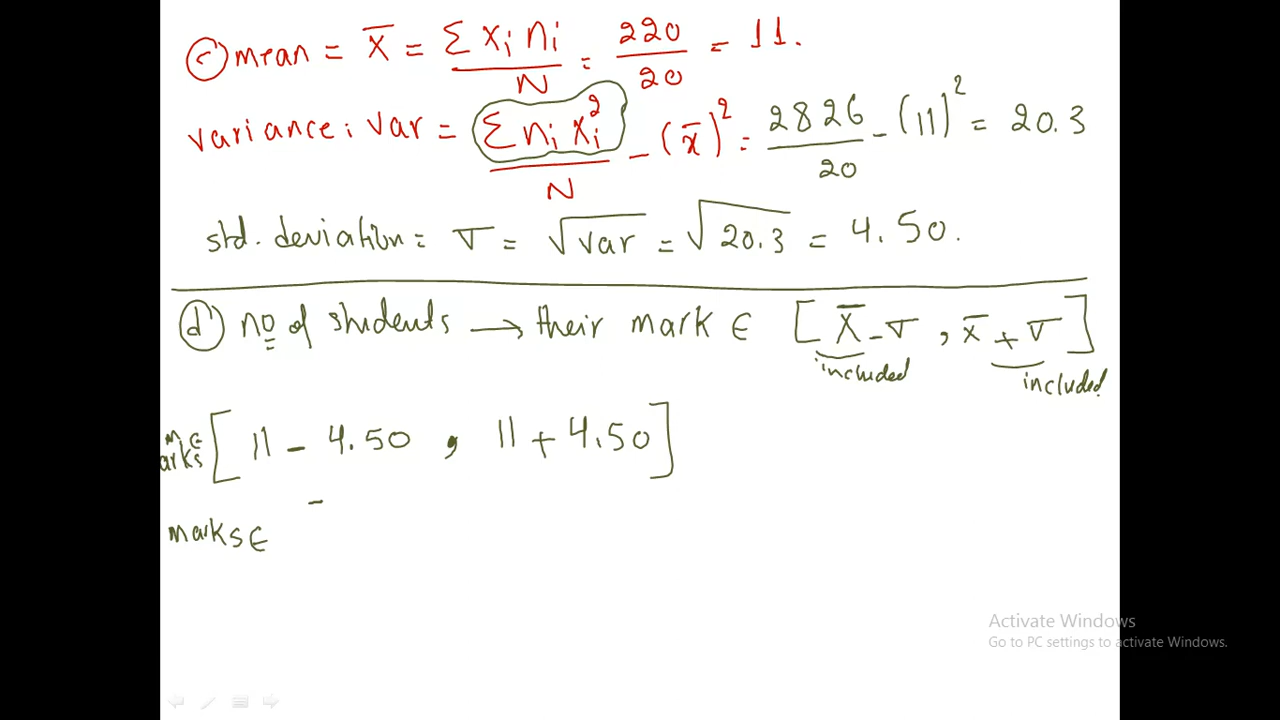 c) mean = x̄ = Σ xᵢ nᵢ / N = 220 / 20 = 11.
variance: var = Σ nᵢ xᵢ² / N - (x̄)² = 2826 / 20 - (11)² = 20.3
std. deviation = σ = √var = √20.3 = 4.50.
d) no of students → their mark ∈ [x̄ - σ, x̄ + σ]
included included
marks ∈ [11 - 4.50, 11 + 4.50]
marks ∈
Activate Windows
Go to PC settings to activate Windows.